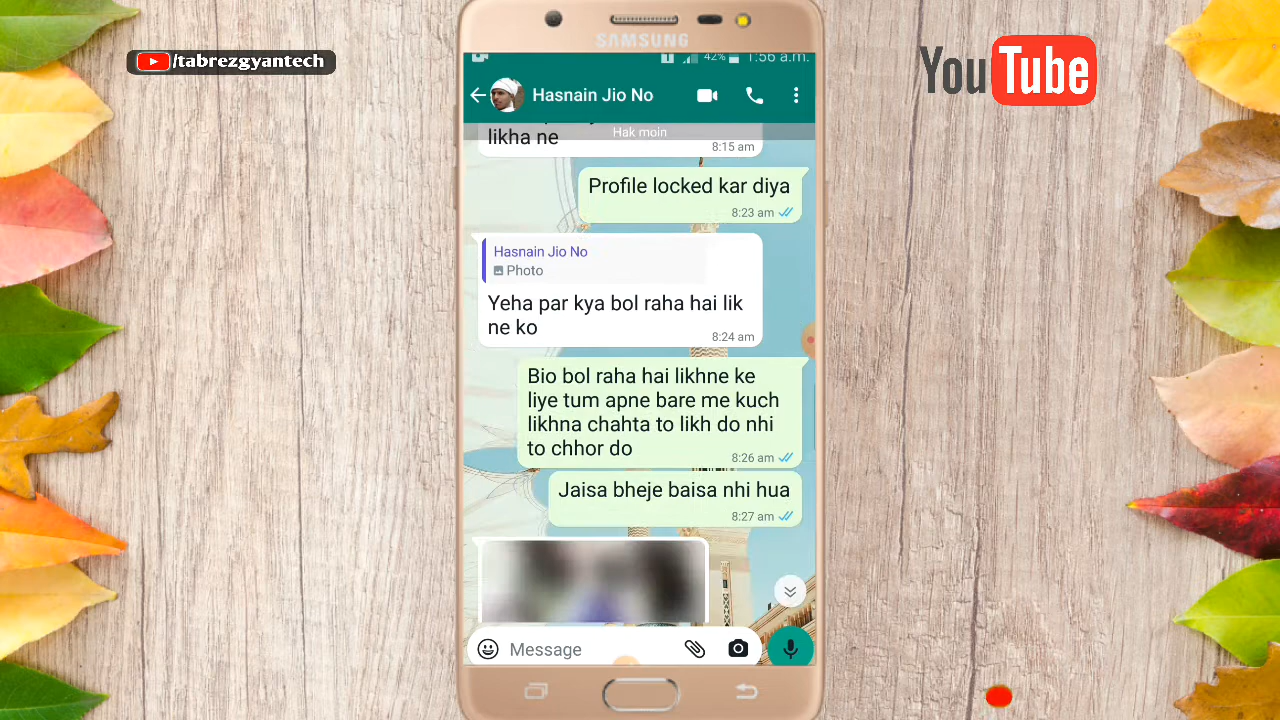 /tabrezgyantech
YouTube
SAMSUNG
42%
1:56 a.m.
Hasnain Jio No
Hak moin
likha ne
8:15 am
Profile locked kar diya
8:23 am
Hasnain Jio No
Photo
Yeha par kya bol raha hai lik
ne ko
8:24 am
Bio bol raha hai likhne ke
liye tum apne bare me kuch
likhna chahta to likh do nhi
to chhor do
8:26 am
Jaisa bheje baisa nhi hua
8:27 am
Message